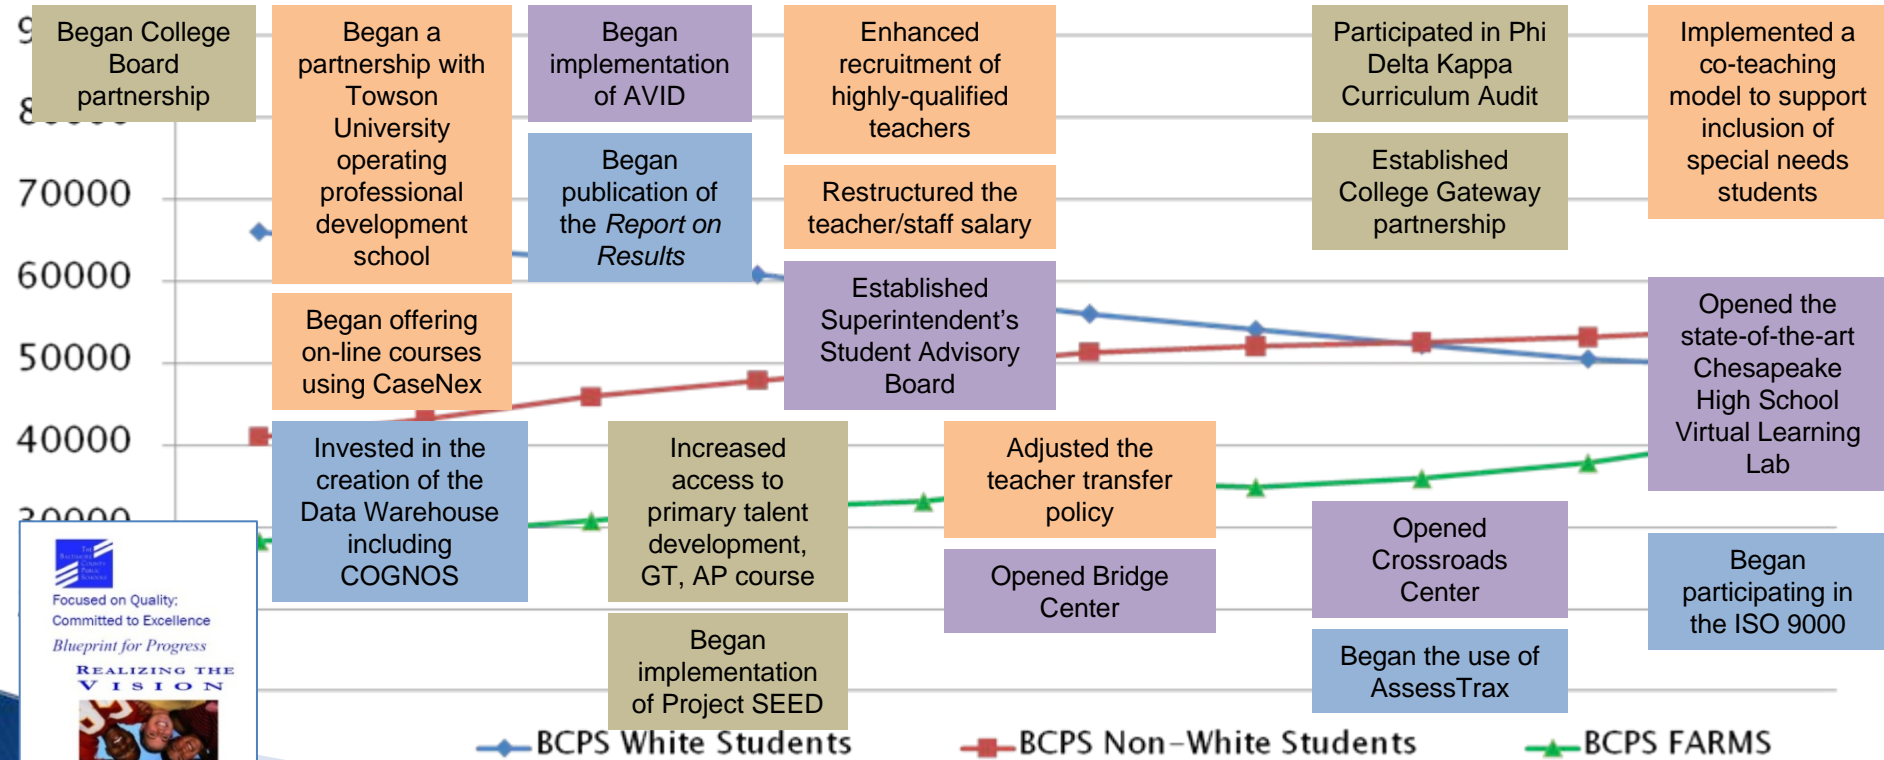 Began College
Board
partnership
Began a
partnership with
Towson
University
operating
professional
development
school
Began
implementation
of AVID
Enhanced
recruitment of
highly-qualified
teachers
Participated in Phi
Delta Kappa
Curriculum Audit
Implemented a
co-teaching
model to support
inclusion of
special needs
students
Began
publication of
the Report on
Results
Restructured the
teacher/staff salary
Established
College Gateway
partnership
Established
Superintendent's
Student Advisory
Board
Began offering
on-line courses
using CaseNex
Opened the
state-of-the-art
Chesapeake
High School
Virtual Learning
Lab
Invested in the
creation of the
Data Warehouse
including
COGNOS
Increased
access to
primary talent
development,
GT, AP course
Adjusted the
teacher transfer
policy
Opened Bridge
Center
Opened
Crossroads
Center
Began
participating in
the ISO 9000
Began
implementation
of Project SEED
Began the use of
AssessTrax
80000
70000
60000
50000
40000
30000
The
Baltimore
County
Public
Schools
Focused on Quality;
Committed to Excellence
Blueprint for Progress
REALIZING THE
VISION
BCPS White Students
BCPS Non-White Students
BCPS FARMS